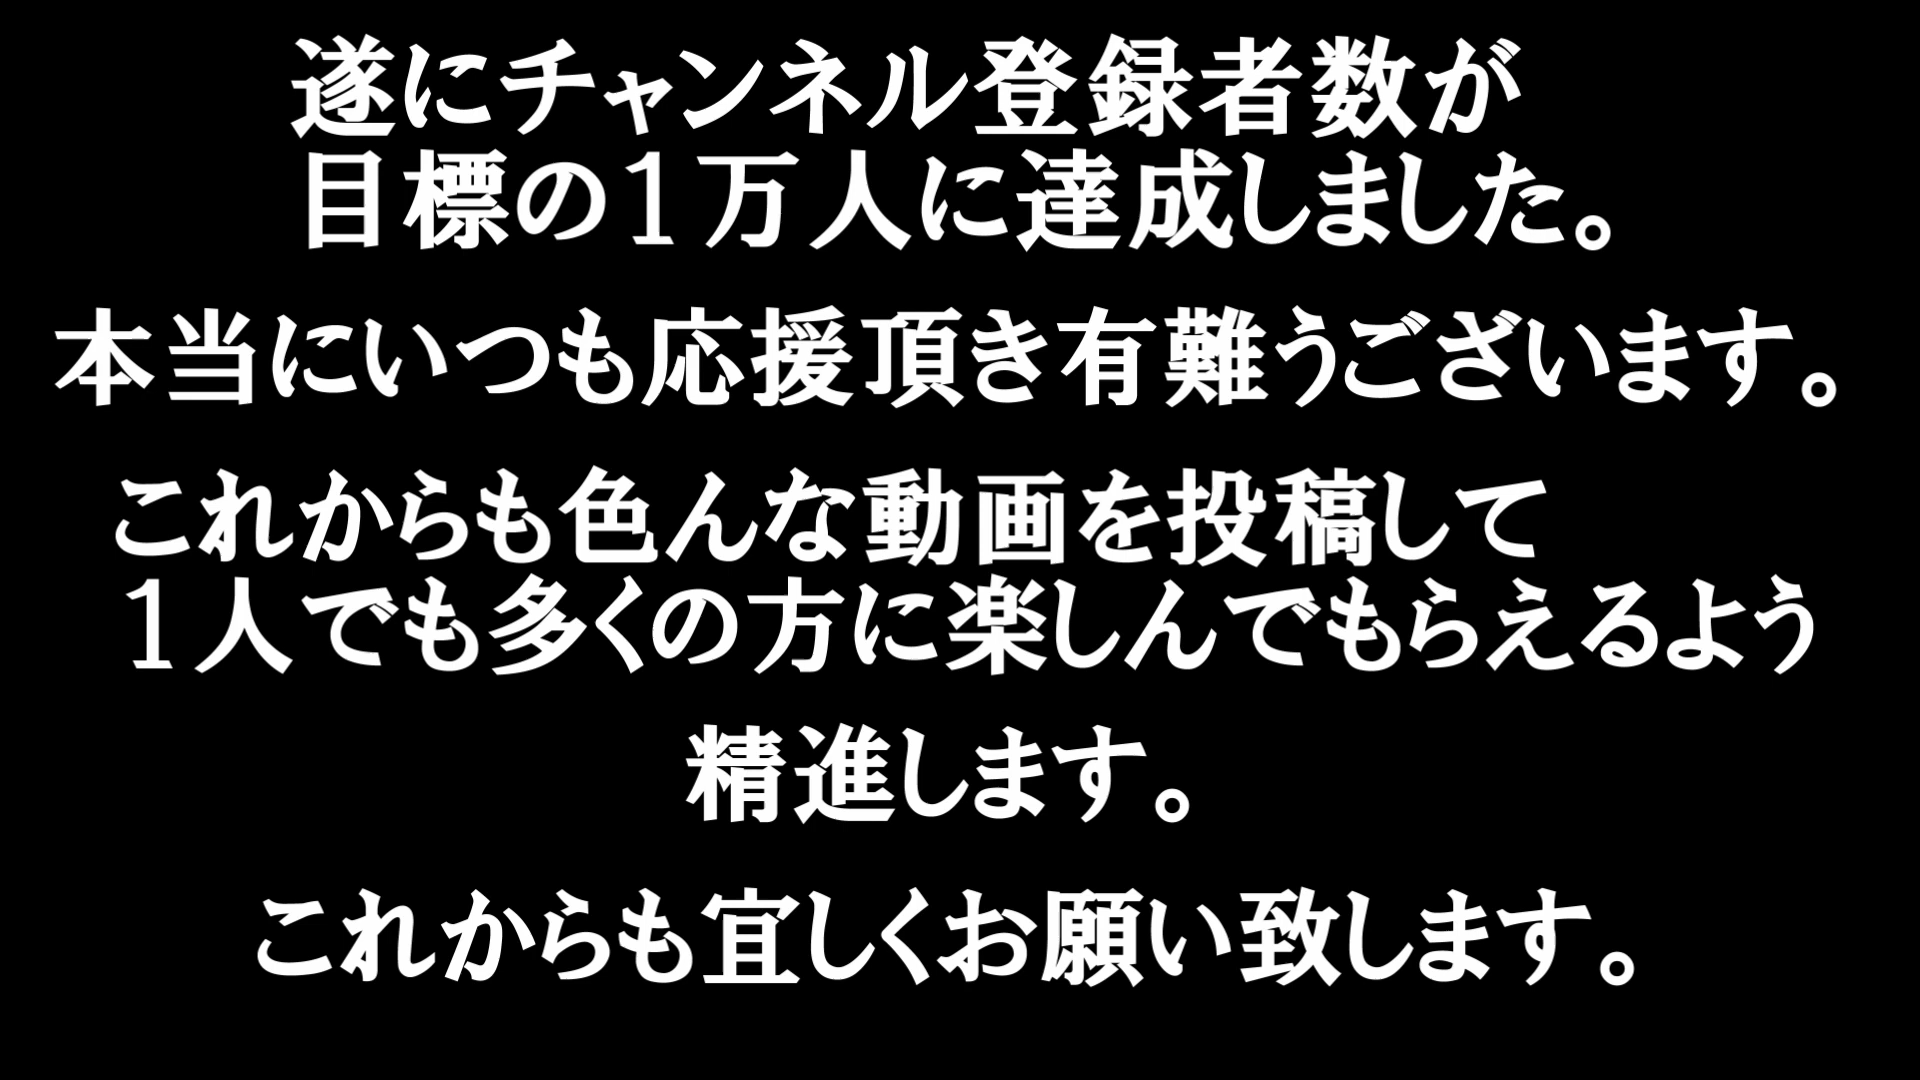 遂にチャンネル登録者数が
目標の１万人に達成しました。
本当にいつも応援頂き有難うございます。
これからも色んな動画を投稿して
１人でも多くの方に楽しんでもらえるよう
精進します。
これからも宜しくお願い致します。